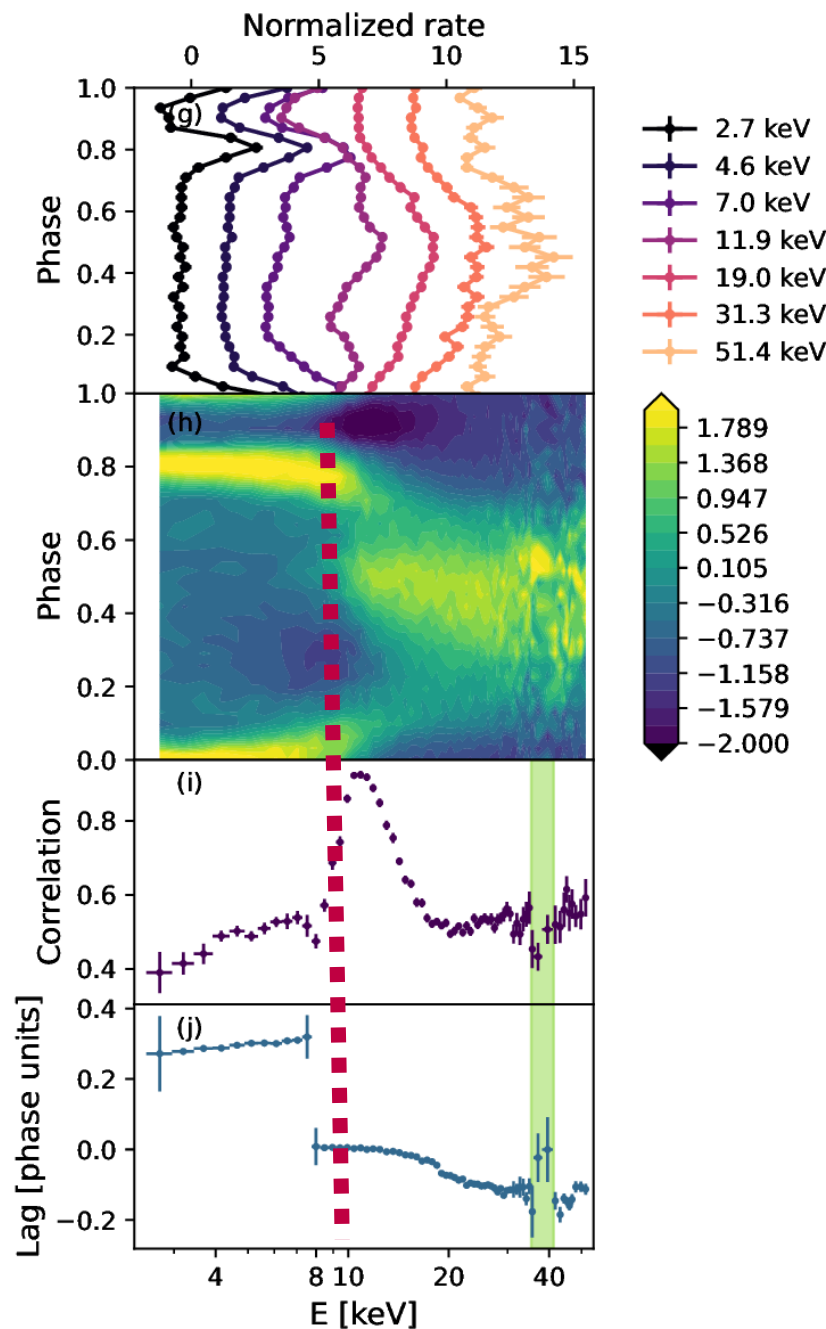 Normalized rate
0 5 10 15
(g)
Phase
1.0
0.8
0.6
0.4
0.2
2.7 keV
4.6 keV
7.0 keV
11.9 keV
19.0 keV
31.3 keV
51.4 keV
(h)
Phase
1.0
0.8
0.6
0.4
0.2
0.0
1.789
1.368
0.947
0.526
0.105
−0.316
−0.737
−1.158
−1.579
−2.000
(i)
Correlation
0.8
0.6
0.4
(j)
Lag [phase units]
0.4
0.2
0.0
−0.2
4 8 10 20 40
E [keV]